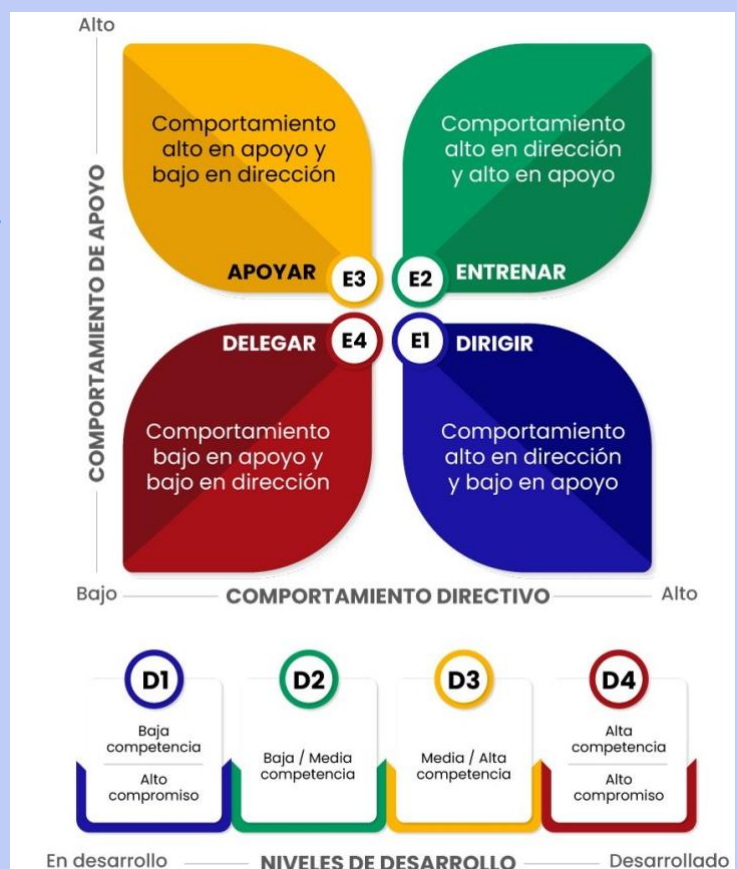 Alto
COMPORTAMIENTO DE APOYO
Comportamiento
alto en apoyo y
bajo en dirección
APOYAR E3
Comportamiento
alto en dirección
y alto en apoyo
E2 ENTRENAR
DELEGAR E4
Comportamiento
bajo en apoyo y
bajo en dirección
E1 DIRIGIR
Comportamiento
alto en dirección
y bajo en apoyo
Bajo COMPORTAMIENTO DIRECTIVO Alto
D1
Baja
competencia
Alto
compromiso
D2
Baja / Media
competencia
D3
Media / Alta
competencia
D4
Alta
competencia
Alto
compromiso
En desarrollo NIVELES DE DESARROLLO Desarrollado